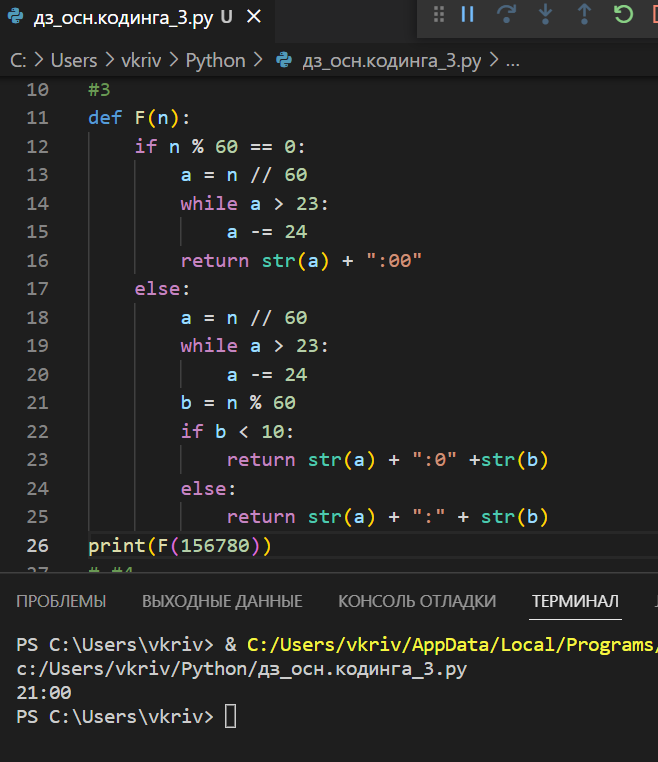 дз_осн.кодинга_3.py U
C: > Users > vkriv > Python > дз_осн.кодинга_3.py > ...
10 #3
11 def F(n):
12 if n % 60 == 0:
13 a = n // 60
14 while a > 23:
15 a -= 24
16 return str(a) + ":00"
17 else:
18 a = n // 60
19 while a > 23:
20 a -= 24
21 b = n % 60
22 if b < 10:
23 return str(a) + ":0" +str(b)
24 else:
25 return str(a) + ":" + str(b)
26 print(F(156780))
27 # #4
ПРОБЛЕМЫ ВЫХОДНЫЕ ДАННЫЕ КОНСОЛЬ ОТЛАДКИ ТЕРМИНАЛ
PS C:\Users\vkriv> & C:/Users/vkriv/AppData/Local/Programs/
c:/Users/vkriv/Python/дз_осн.кодинга_3.py
21:00
PS C:\Users\vkriv>